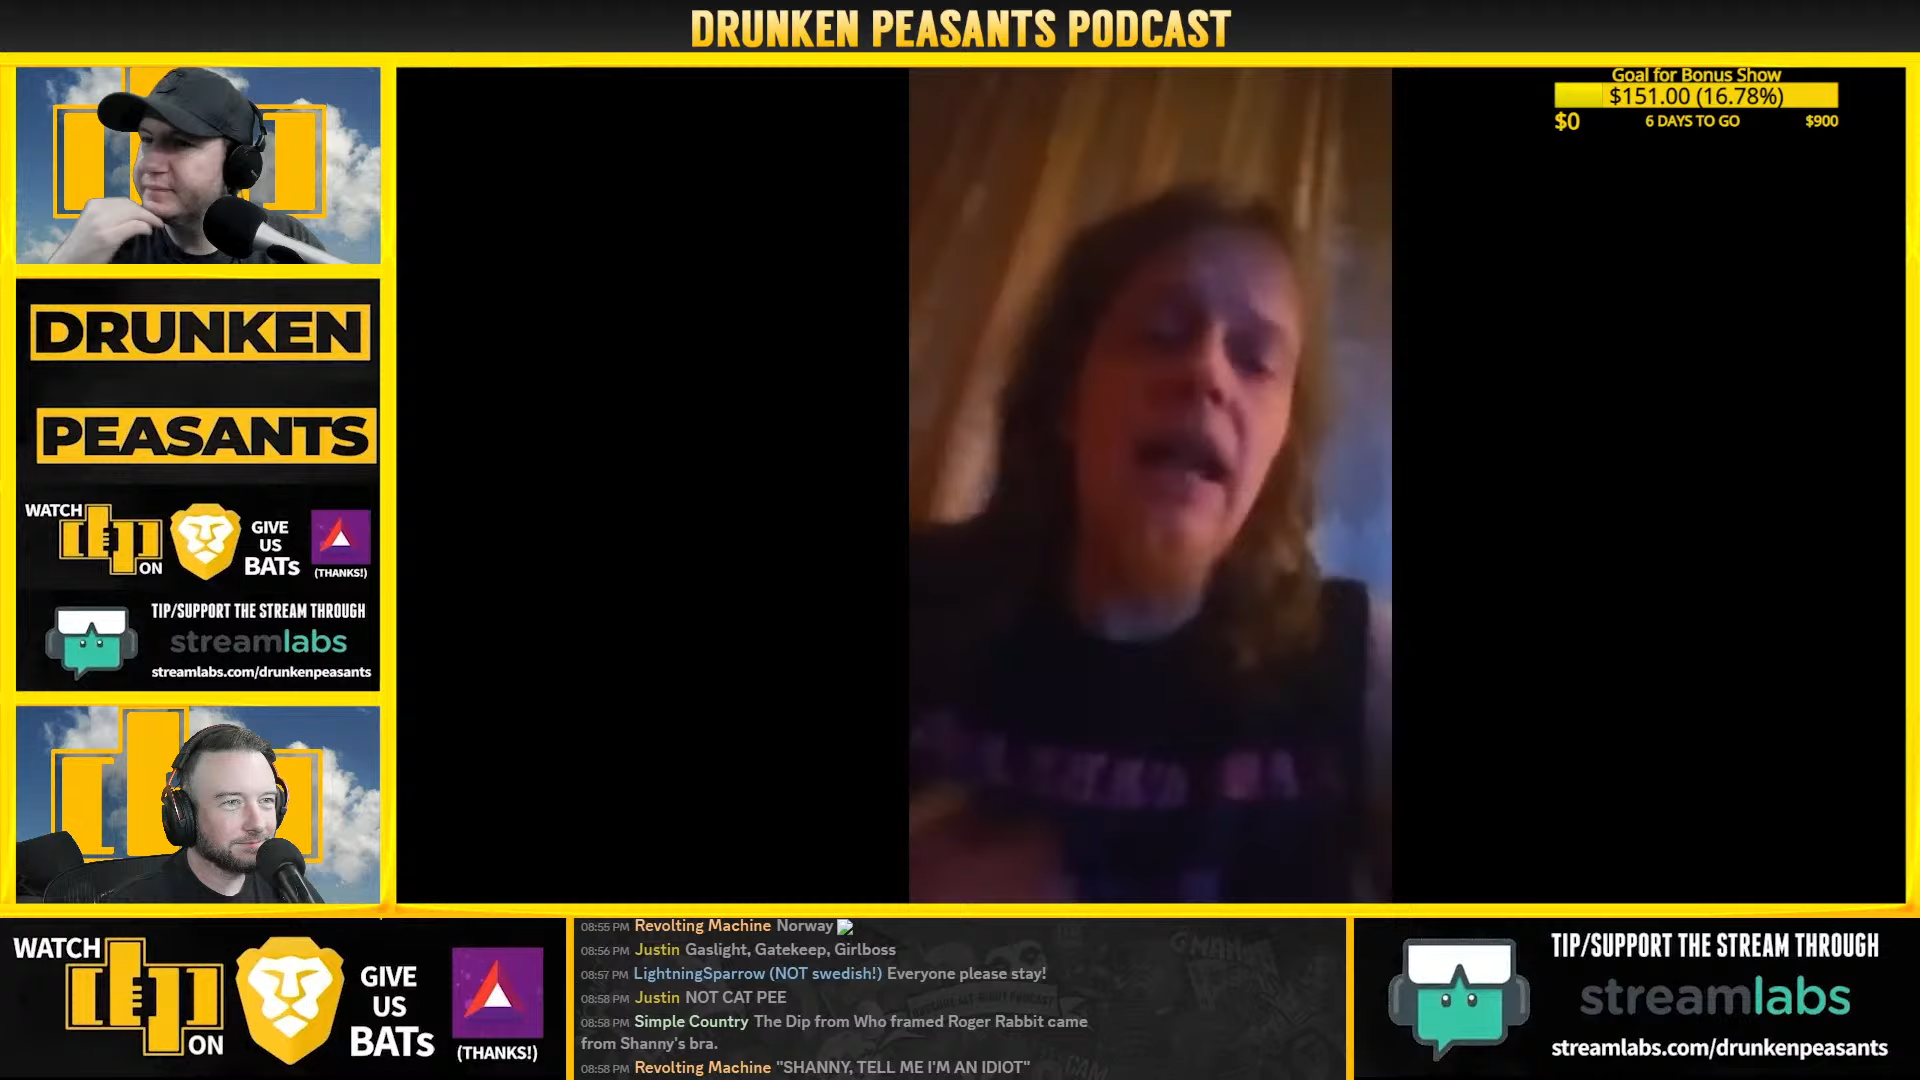 DRUNKEN PEASANTS PODCAST
Goal for Bonus Show
$151.00 (16.78%)
$0 6 DAYS TO GO $900
DRUNKEN
PEASANTS
WATCH
ON
GIVE
US
BATs
(THANKS!)
TIP/SUPPORT THE STREAM THROUGH
streamlabs
streamlabs.com/drunkenpeasants
WATCH
ON
GIVE
US
BATs
(THANKS!)
08:55 PM Revolting Machine Norway
08:56 PM Justin Gaslight, Gatekeep, Girlboss
08:57 PM LightningSparrow (NOT swedish!) Everyone please stay!
08:58 PM Justin NOT CAT PEE
08:58 PM Simple Country The Dip from Who framed Roger Rabbit came
from Shanny's bra.
08:58 PM Revolting Machine "SHANNY, TELL ME I'M AN IDIOT"
TIP/SUPPORT THE STREAM THROUGH
streamlabs
streamlabs.com/drunkenpeasants